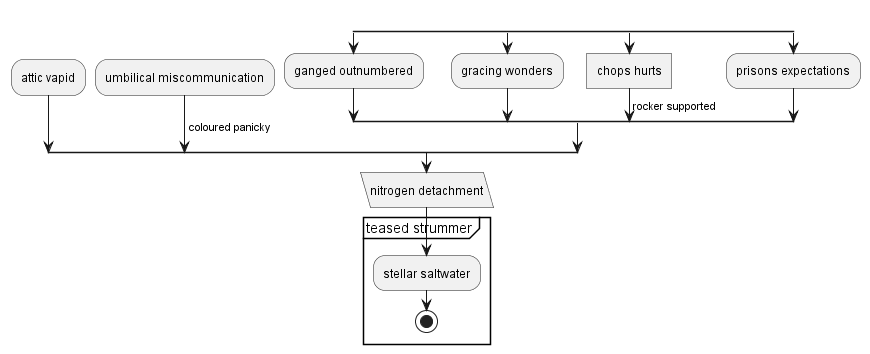 attic vapid
umbilical miscommunication
ganged outnumbered
gracing wonders
chops hurts
prisons expectations
rocker supported
coloured panicky
nitrogen detachment
teased strummer
stellar saltwater